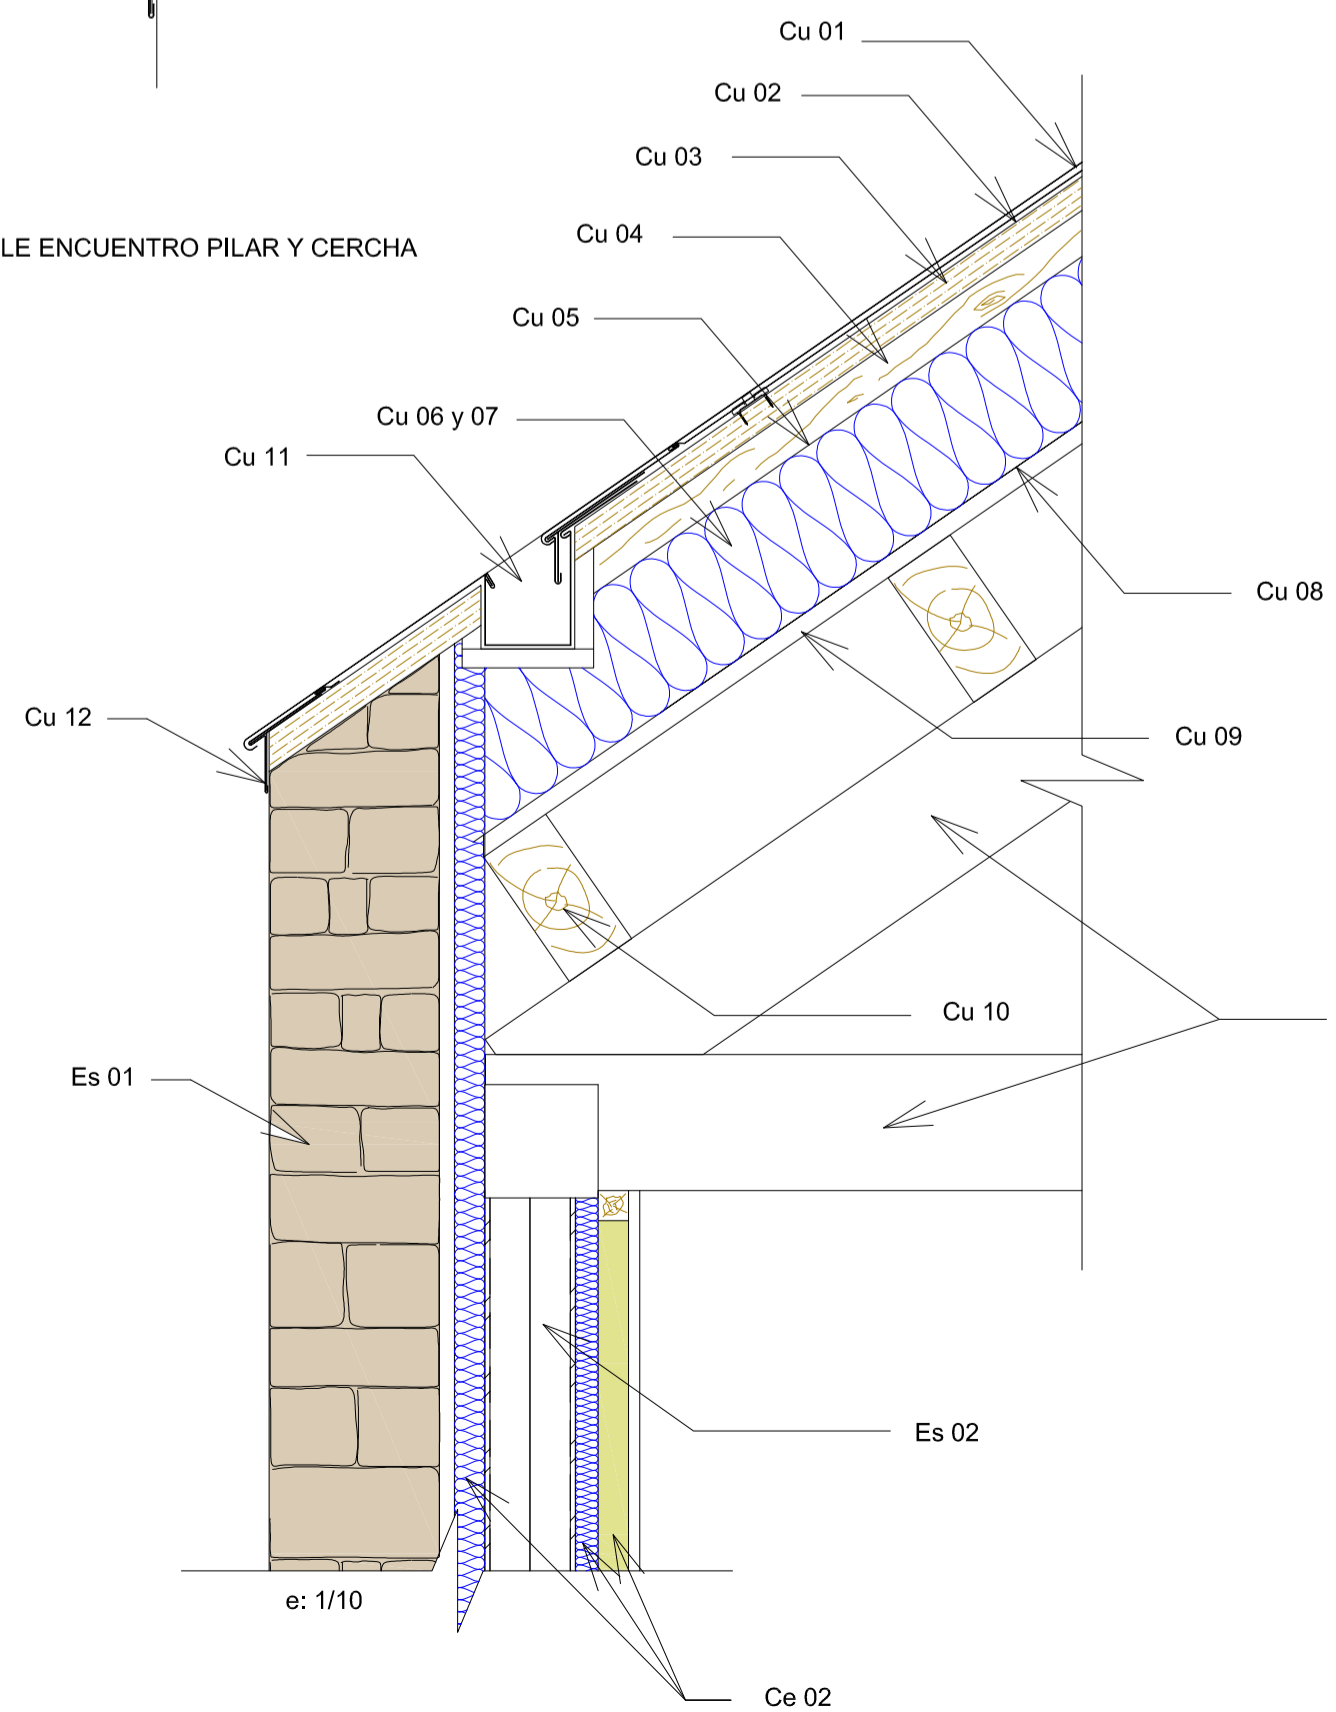 Cu 01
Cu 02
Cu 03
LE ENCUENTRO PILAR Y CERCHA
Cu 04
Cu 05
Cu 06 y 07
Cu 11
Cu 08
Cu 12
Cu 09
Cu 10
Es 01
Es 02
e: 1/10
Ce 02